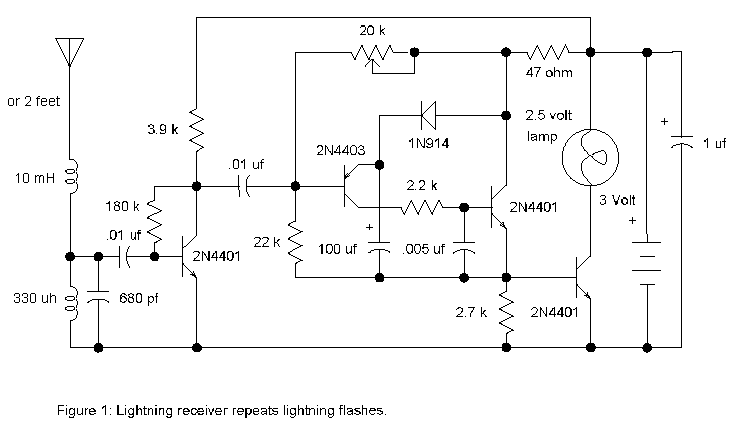 20 k
47 ohm
or 2 feet
3.9 k
2.5 volt
lamp
+
1 uf
1N914
2N4403
.01 uf
10 mH
2.2 k
180 k
3 Volt
2N4401
+
.01 uf
+
22 k
100 uf
.005 uf
2N4401
330 uh
680 pf
2.7 k
2N4401
Figure 1: Lightning receiver repeats lightning flashes.